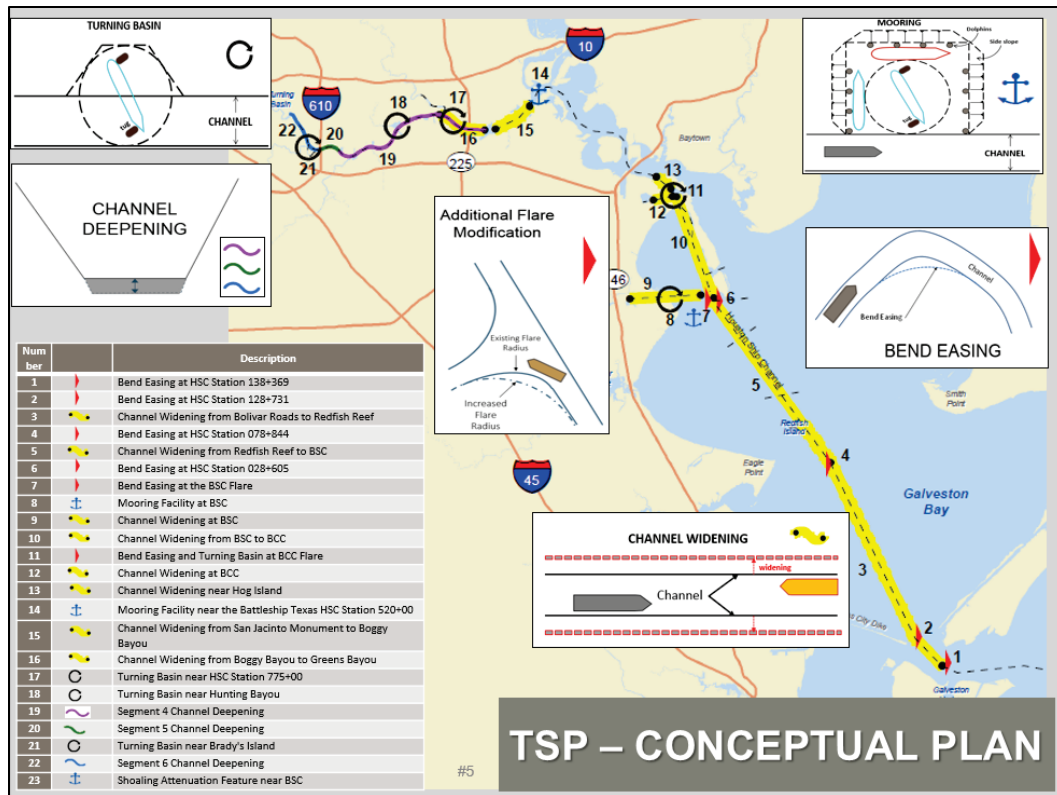 TURNING BASIN
tug
tug
CHANNEL
CHANNEL
DEEPENING
10
610
225
46
45
Turning
Basin
Baytown
14
15
16
17
18
19
20
21
22
13
12
11
10
9
8
7
6
5
4
3
2
1
Houston Ship Channel
Redfish
Island
Eagle
Point
Smith
Point
Galveston
Bay
City Dike
Galveston
MOORING
Dolphins
Side slope
CHANNEL
Additional Flare
Modification
Existing Flare
Radius
Increased
Flare
Radius
Channel
Bend Easing
BEND EASING
CHANNEL WIDENING
widening
Channel
Num
ber
Description
1 Bend Easing at HSC Station 138+369
2 Bend Easing at HSC Station 128+731
3 Channel Widening from Bolivar Roads to Redfish Reef
4 Bend Easing at HSC Station 078+844
5 Channel Widening from Redfish Reef to BSC
6 Bend Easing at HSC Station 028+605
7 Bend Easing at the BSC Flare
8 Mooring Facility at BSC
9 Channel Widening at BSC
10 Channel Widening from BSC to BCC
11 Bend Easing and Turning Basin at BCC Flare
12 Channel Widening at BCC
13 Channel Widening near Hog Island
14 Mooring Facility near the Battleship Texas HSC Station 520+00
15 Channel Widening from San Jacinto Monument to Boggy
Bayou
16 Channel Widening from Boggy Bayou to Greens Bayou
17 Turning Basin near HSC Station 775+00
18 Turning Basin near Hunting Bayou
19 Segment 4 Channel Deepening
20 Segment 5 Channel Deepening
21 Turning Basin near Brady's Island
22 Segment 6 Channel Deepening
23 Shoaling Attenuation Feature near BSC
#5
TSP – CONCEPTUAL PLAN